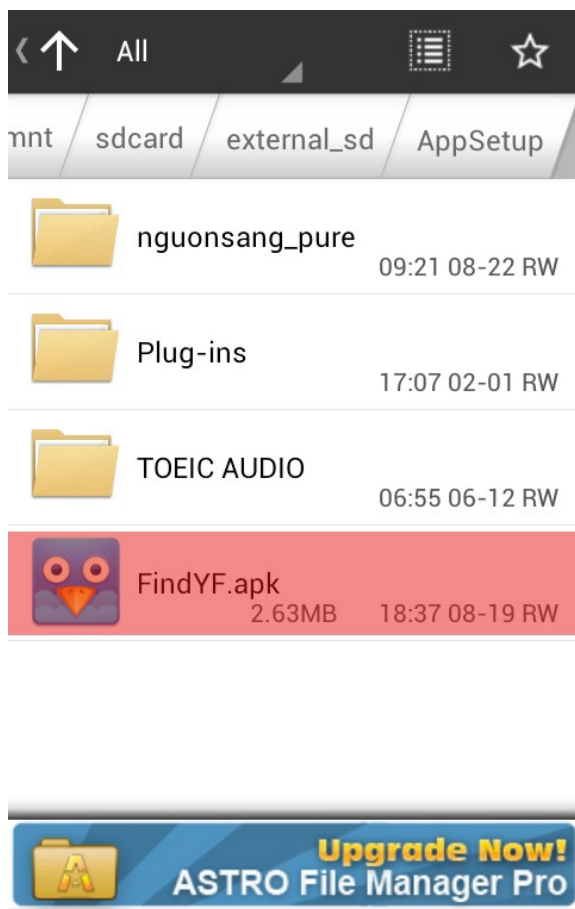 All
mnt sdcard external_sd AppSetup
nguonsang_pure
09:21 08-22 RW
Plug-ins
17:07 02-01 RW
TOEIC AUDIO
06:55 06-12 RW
FindYF.apk
2.63MB 18:37 08-19 RW
Upgrade Now!
ASTRO File Manager Pro